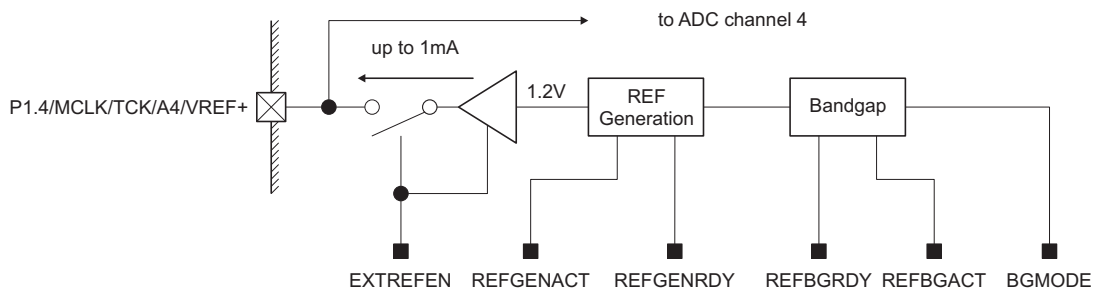 to ADC channel 4
up to 1mA
P1.4/MCLK/TCK/A4/VREF+
1.2V
REF
Generation
Bandgap
EXTREFEN
REFGENACT
REFGENRDY
REFBGRDY
REFBGACT
BGMODE